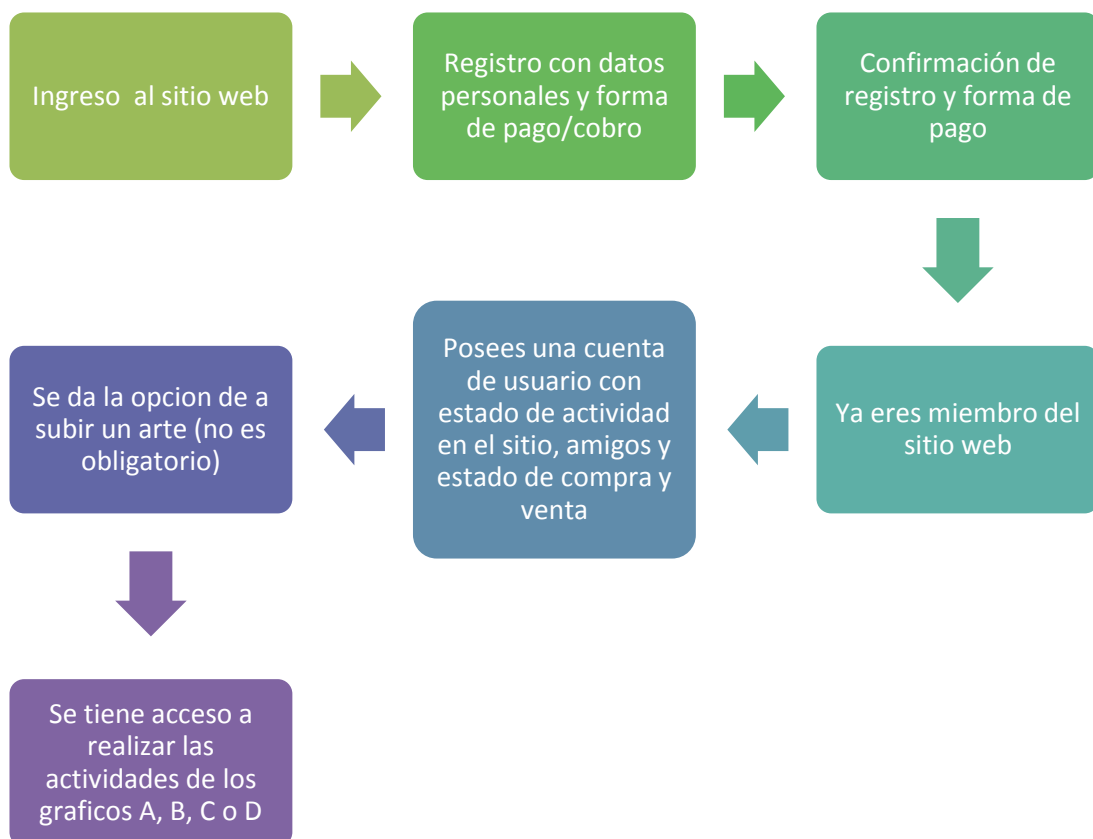 Ingreso al sitio web
Registro con datos
personales y forma
de pago/cobro
Confirmación de
registro y forma de
pago
Ya eres miembro del
sitio web
Posees una cuenta
de usuario con
estado de actividad
en el sitio, amigos y
estado de compra y
venta
Se da la opcion de a
subir un arte (no es
obligatorio)
Se tiene acceso a
realizar las
actividades de los
graficos A, B, C o D